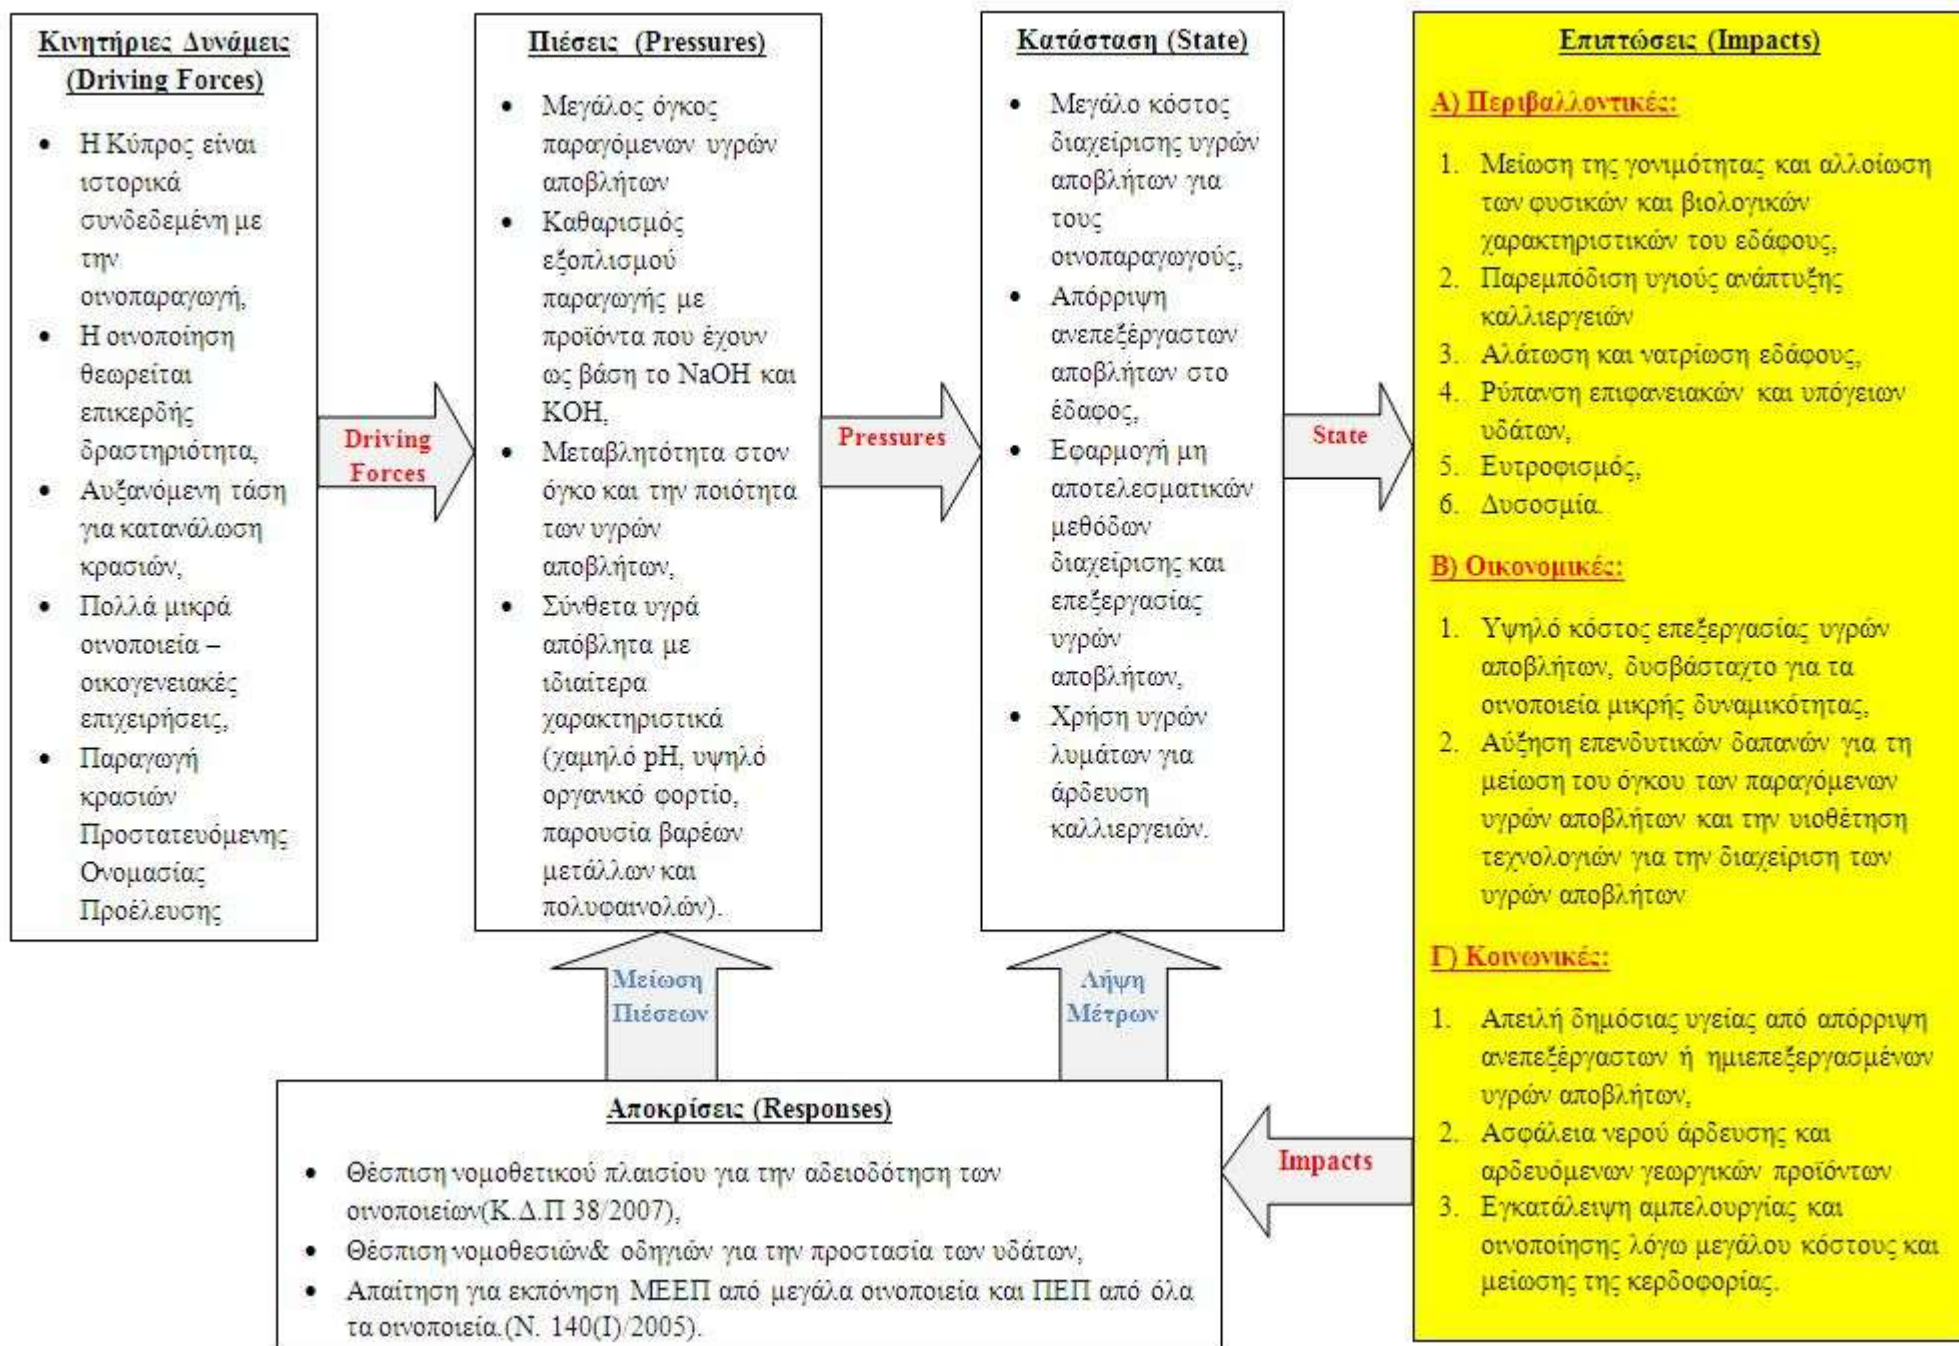 Κινητήριες Δυνάμεις
(Driving Forces)
• Η Κύπρος είναι
ιστορικά
συνδεδεμένη με
την
οινοπαραγωγή,
• Η οινοποίηση
θεωρείται
επικερδής
δραστηριότητα,
• Αυξανόμενη τάση
για κατανάλωση
κρασιών,
• Πολλά μικρά
οινοποιεία –
οικογενειακές
επιχειρήσεις,
• Παραγωγή
κρασιών
Προστατευόμενης
Ονομασίας
Προέλευσης
Driving
Forces
Πιέσεις (Pressures)
• Μεγάλος όγκος
παραγόμενων υγρών
αποβλήτων
• Καθαρισμός
εξοπλισμού
παραγωγής με
προϊόντα που έχουν
ως βάση το NaOH και
KOH,
• Μεταβλητότητα στον
όγκο και την ποιότητα
των υγρών
αποβλήτων,
• Σύνθετα υγρά
απόβλητα με
ιδιαίτερα
χαρακτηριστικά
(χαμηλό pH, υψηλό
οργανικό φορτίο,
παρουσία βαρέων
μετάλλων και
πολυφαινολών).
Pressures
Κατάσταση (State)
• Μεγάλο κόστος
διαχείρισης υγρών
αποβλήτων για
τους
οινοπαραγωγούς,
• Απόρριψη
ανεπεξέργαστων
αποβλήτων στο
έδαφος,
• Εφαρμογή μη
αποτελεσματικών
μεθόδων
διαχείρισης και
επεξεργασίας
υγρών
αποβλήτων,
• Χρήση υγρών
λυμάτων για
άρδευση
καλλιεργειών.
State
Επιπτώσεις (Impacts)
Α) Περιβαλλοντικές:
1. Μείωση της γονιμότητας και αλλοίωση
των φυσικών και βιολογικών
χαρακτηριστικών του εδάφους,
2. Παρεμπόδιση υγιούς ανάπτυξης
καλλιεργειών
3. Αλάτωση και νατρίωση εδάφους,
4. Ρύπανση επιφανειακών και υπόγειων
υδάτων,
5. Ευτροφισμός,
6. Δυσοσμία.
Β) Οικονομικές:
1. Υψηλό κόστος επεξεργασίας υγρών
αποβλήτων, δυσβάσταχτο για τα
οινοποιεία μικρής δυναμικότητας,
2. Αύξηση επενδυτικών δαπανών για τη
μείωση του όγκου των παραγόμενων
υγρών αποβλήτων και την υιοθέτηση
τεχνολογιών για την διαχείριση των
υγρών αποβλήτων
Γ) Κοινωνικές:
1. Απειλή δημόσιας υγείας από απόρριψη
ανεπεξέργαστων ή ημιεπεξεργασμένων
υγρών αποβλήτων,
2. Ασφάλεια νερού άρδευσης και
αρδευόμενων γεωργικών προϊόντων
3. Εγκατάλειψη αμπελουργίας και
οινοποίησης λόγω μεγάλου κόστους και
μείωσης της κερδοφορίας.
Μείωση
Πιέσεων
Λήψη
Μέτρων
Impacts
Αποκρίσεις (Responses)
• Θέσπιση νομοθετικού πλαισίου για την αδειοδότηση των
οινοποιείων(Κ.Δ.Π 38/2007),
• Θέσπιση νομοθεσιών& οδηγιών για την προστασία των υδάτων,
• Απαίτηση για εκπόνηση ΜΕΕΠ από μεγάλα οινοποιεία και ΠΕΠ από όλα
τα οινοποιεία.(Ν. 140(Ι)/2005).